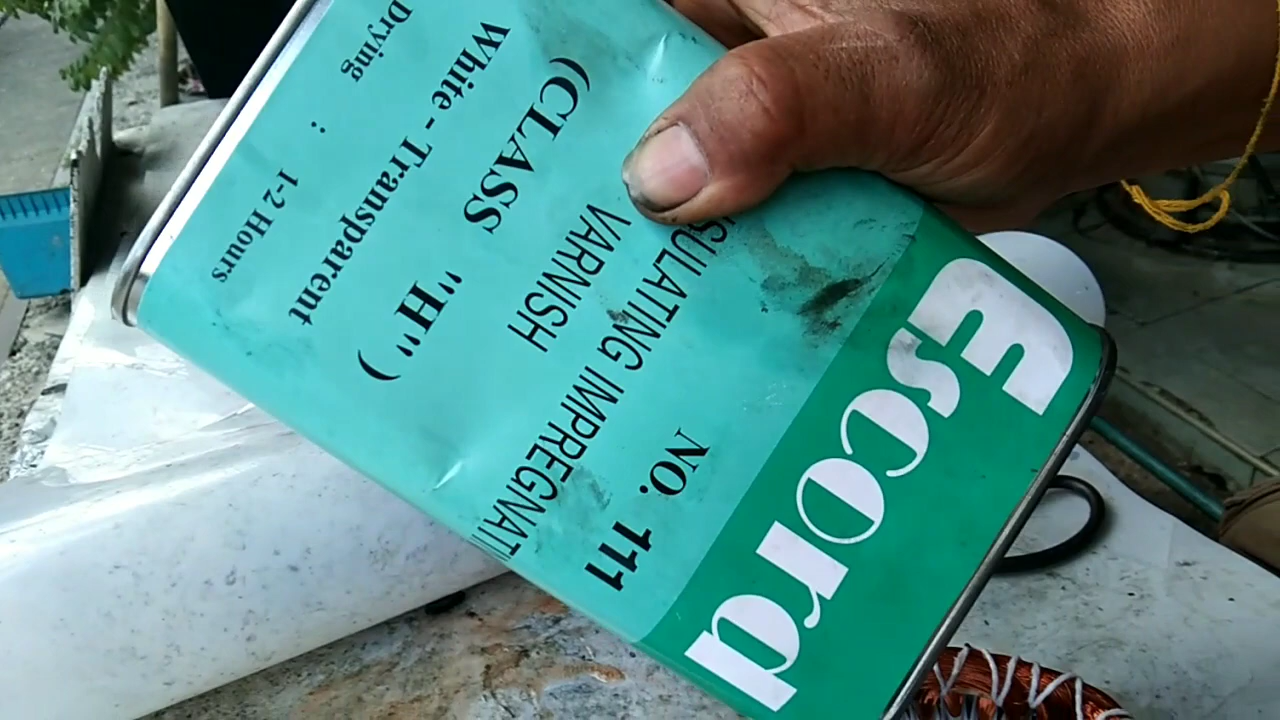 Escord
NO. 111
VARNISH
(CLASS "H")
White - Transparent
Drying : 1-2 Hours